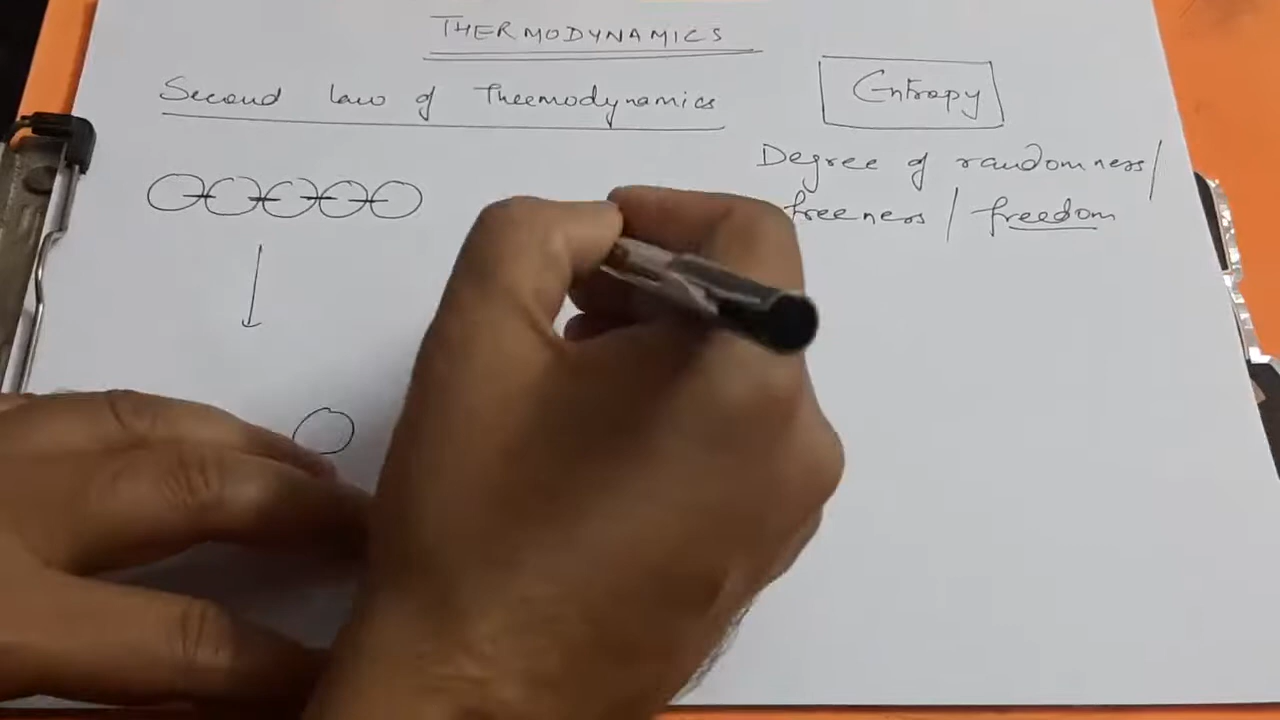 THERMODYNAMICS
Second law of Thermodynamics
Entropy
Degree of randomness/
freeness / freedom